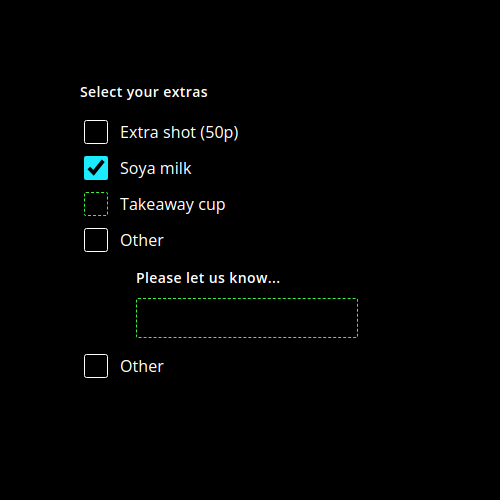 Select your extras
Extra shot (50p)
Soya milk
Takeaway cup
Other
Please let us know...
Other